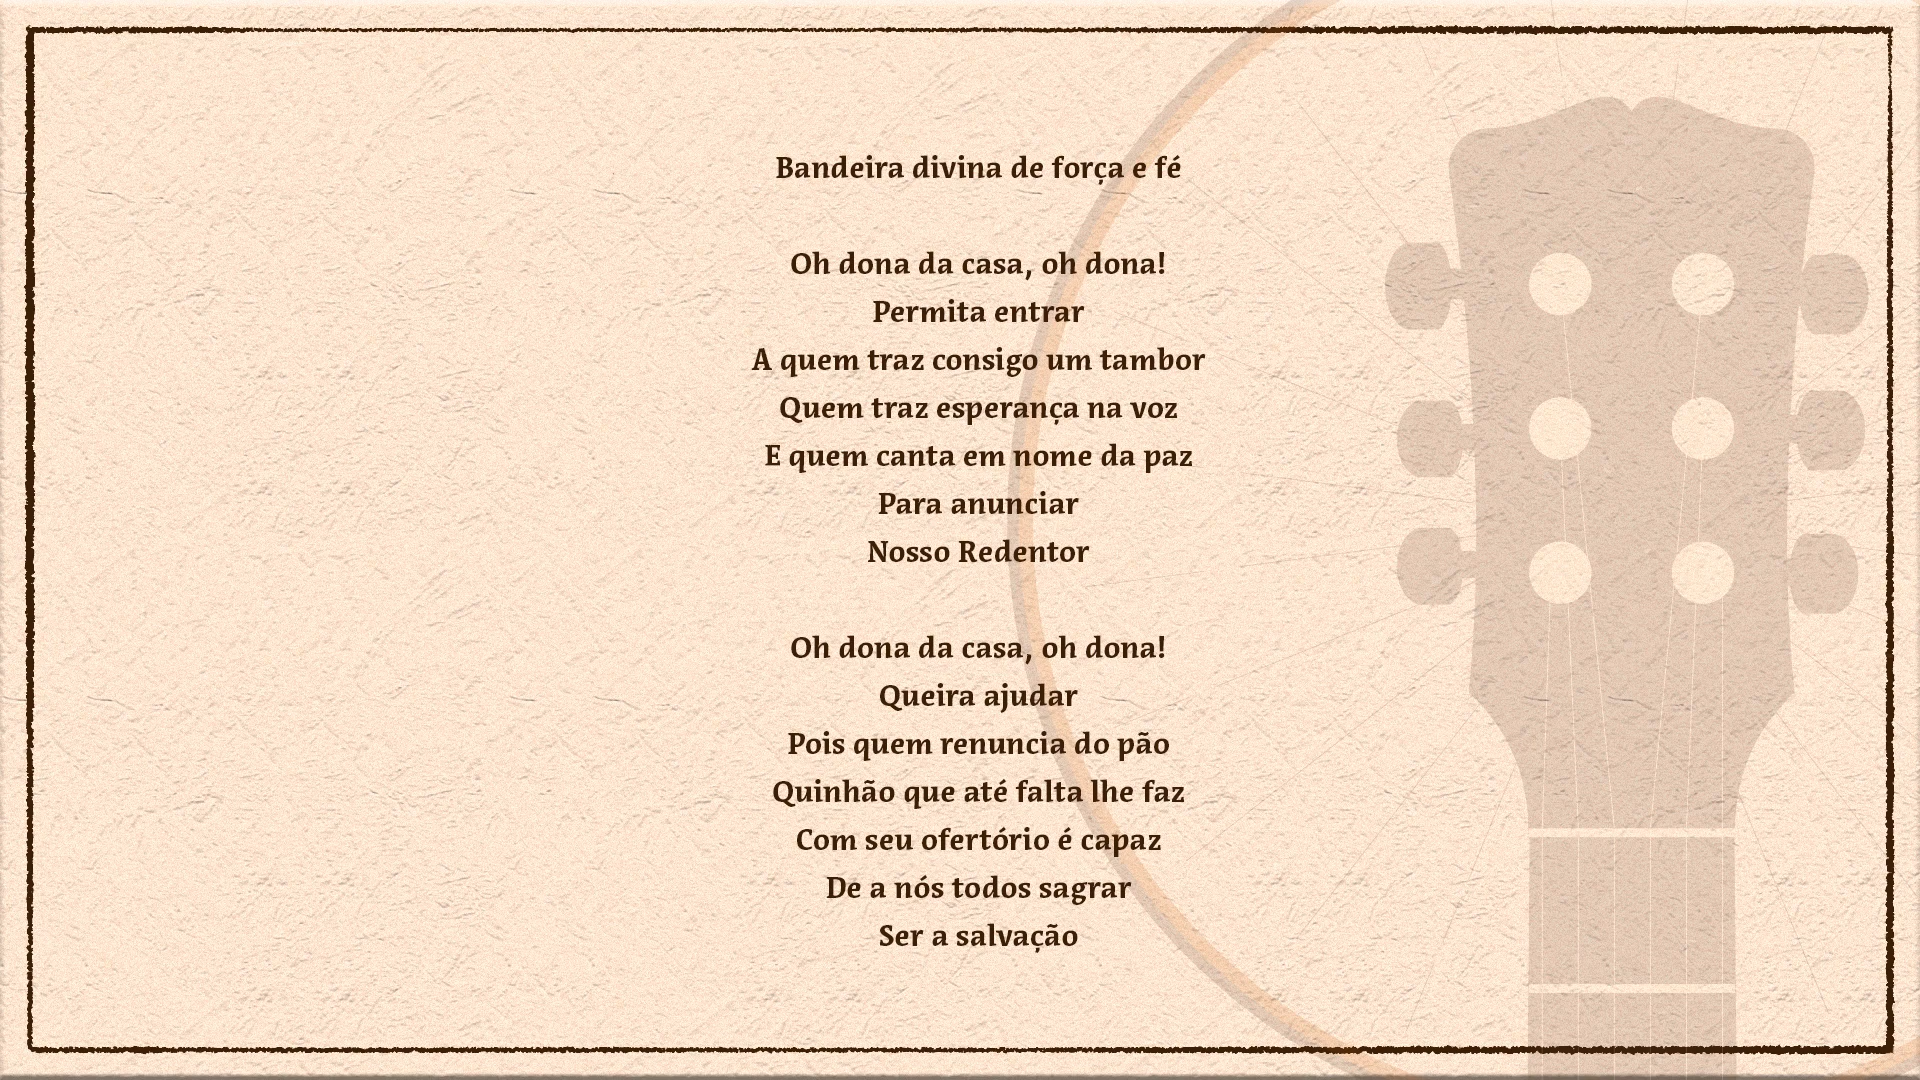 Bandeira divina de força e fé
Oh dona da casa, oh dona!
Permita entrar
A quem traz consigo um tambor
Quem traz esperança na voz
E quem canta em nome da paz
Para anunciar
Nosso Redentor
Oh dona da casa, oh dona!
Queira ajudar
Pois quem renuncia do pão
Quinhão que até falta lhe faz
Com seu ofertório é capaz
De a nós todos sagrar
Ser a salvação